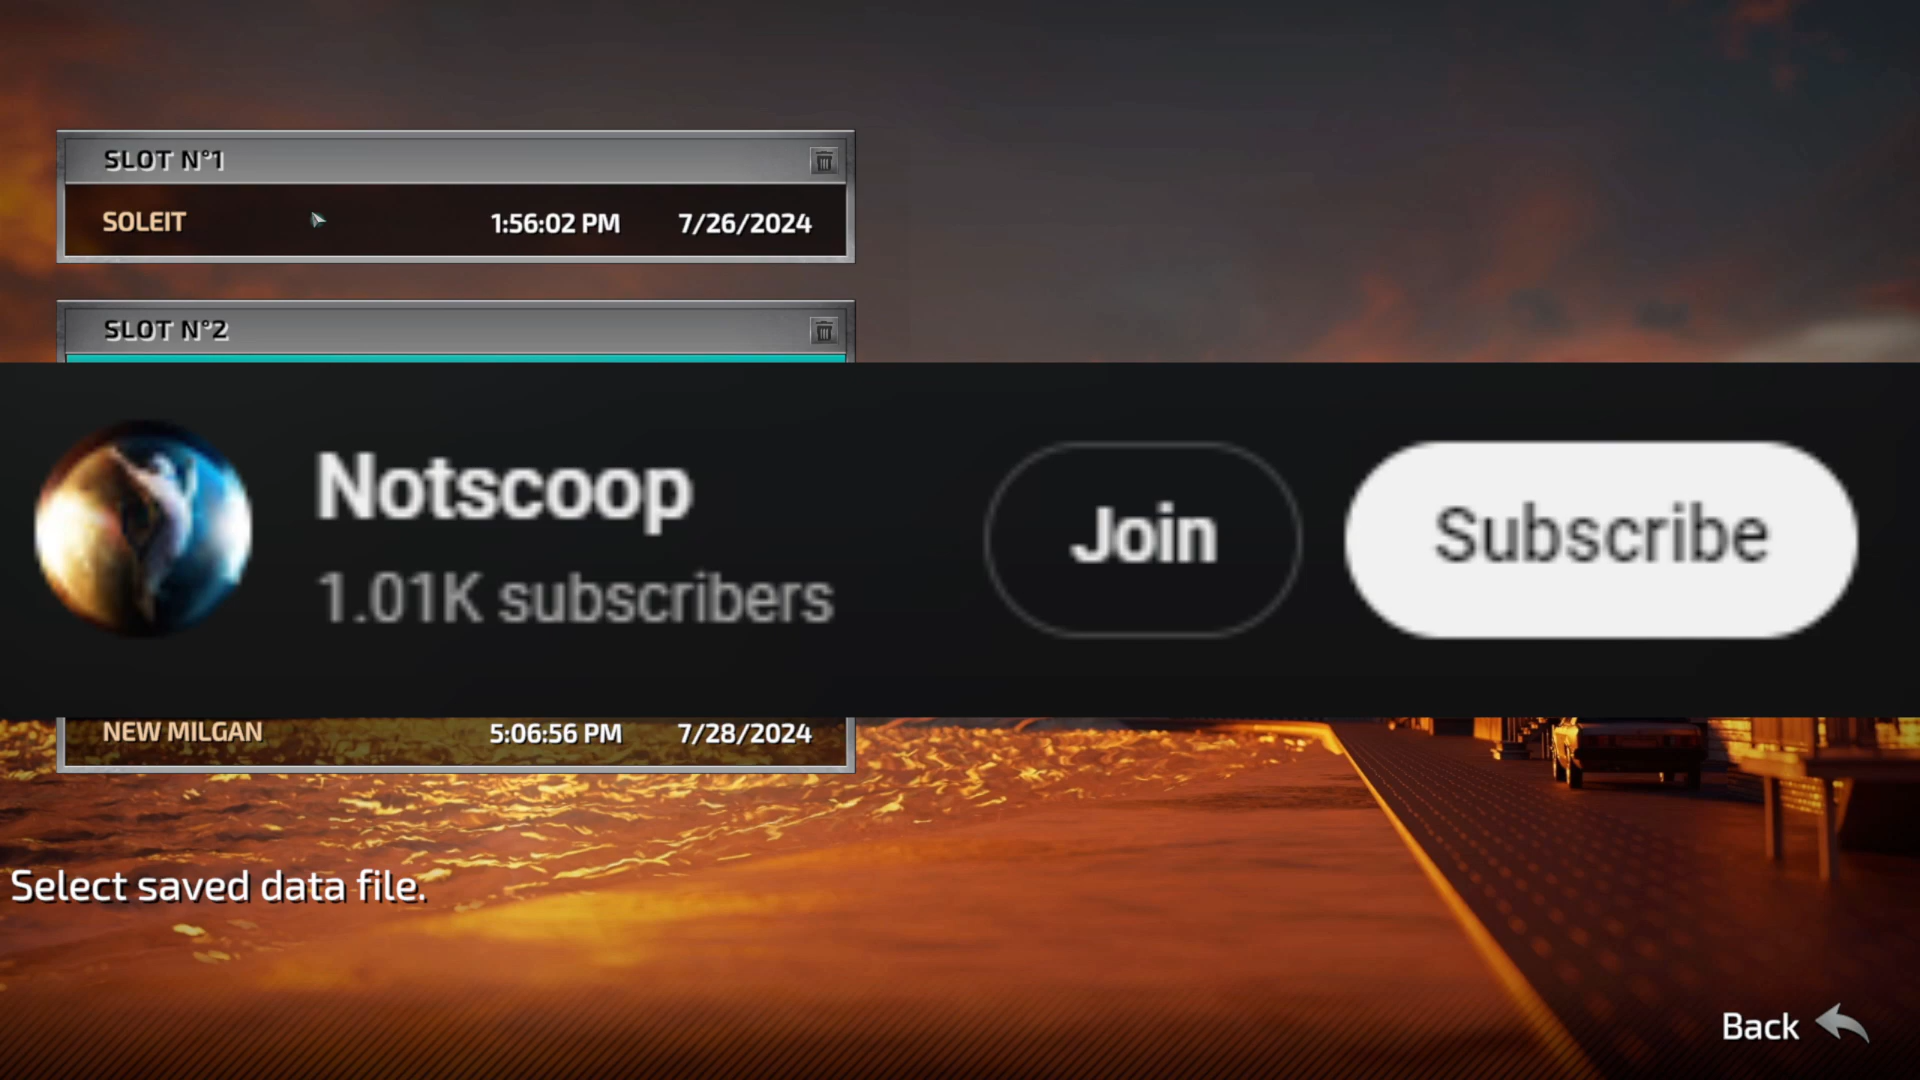 SLOT N°1
SOLEIT 1:56:02 PM 7/26/2024
SLOT N°2
Notscoop
1.01K subscribers
Join
Subscribe
NEW MILGAN 5:06:56 PM 7/28/2024
Select saved data file.
Back